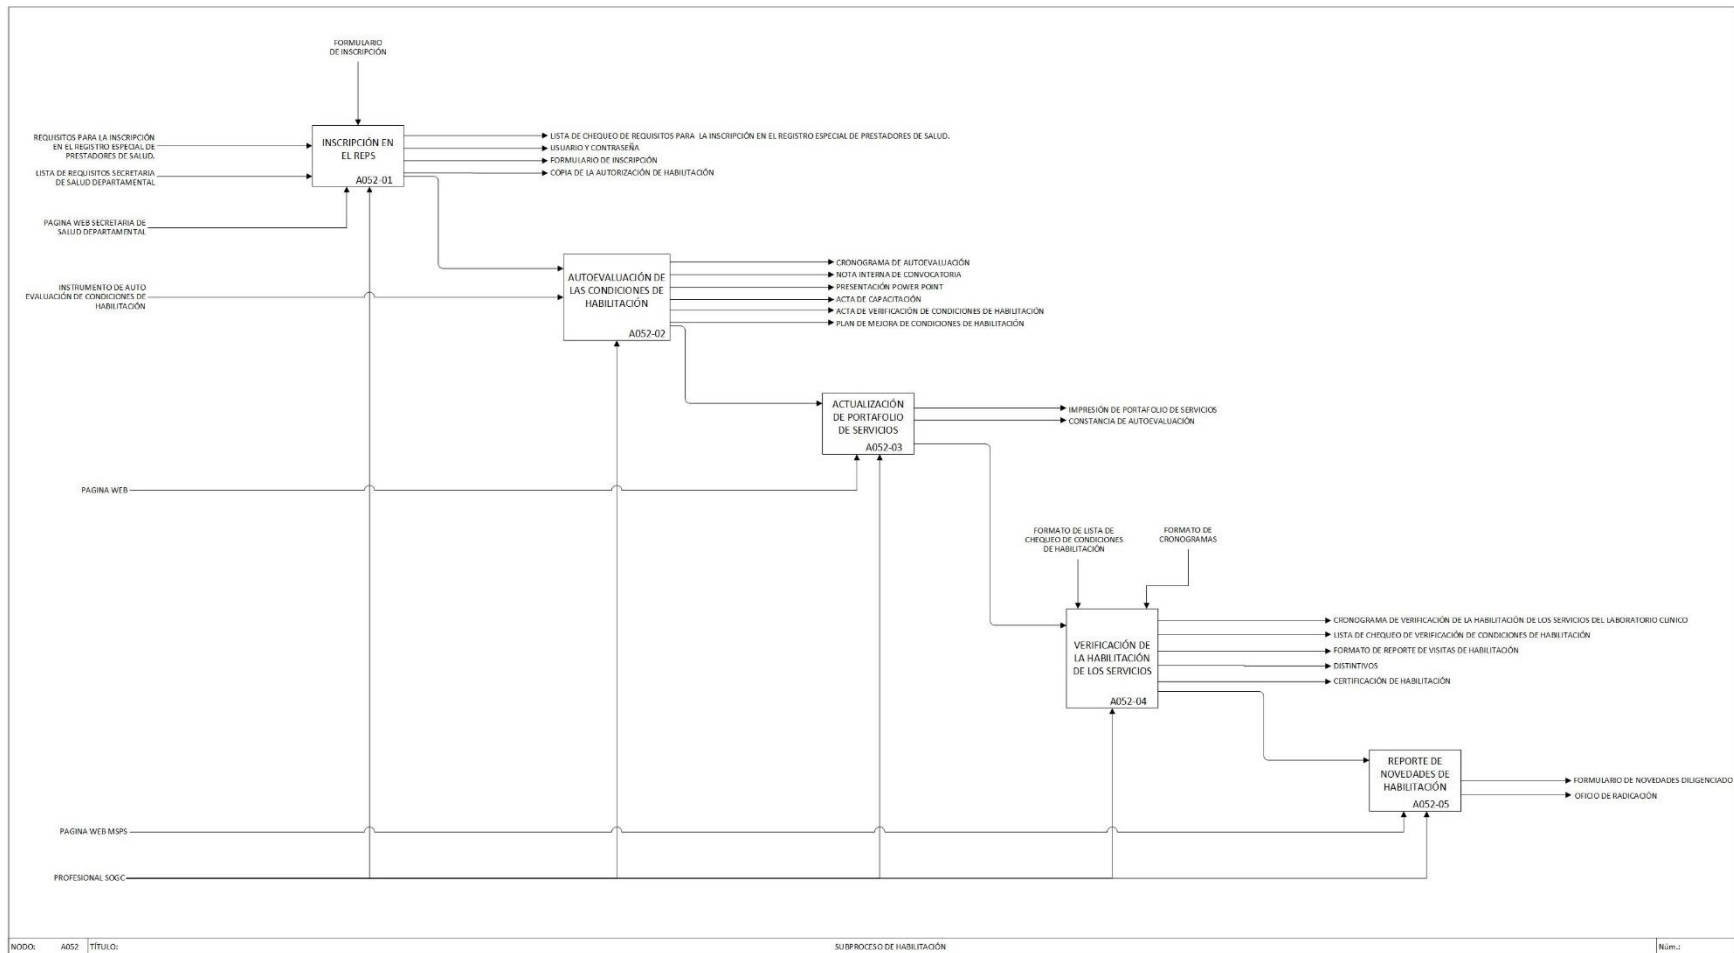 FORMULARIO
DE INSCRIPCIÓN
REQUISITOS PARA LA INSCRIPCIÓN
EN EL REGISTRO ESPECIAL DE
PRESTADORES DE SALUD.
LISTA DE REQUISITOS SECRETARIA
DE SALUD DEPARTAMENTAL
PAGINA WEB SECRETARIA DE
SALUD DEPARTAMENTAL
INSCRIPCIÓN EN
EL REPS
A052-01
LISTA DE CHEQUEO DE REQUISITOS PARA LA INSCRIPCIÓN EN EL REGISTRO ESPECIAL DE PRESTADORES DE SALUD.
USUARIO Y CONTRASEÑA
FORMULARIO DE INSCRIPCIÓN
COPIA DE LA AUTORIZACIÓN DE HABILITACIÓN
INSTRUMENTO DE AUTO
EVALUACIÓN DE CONDICIONES DE
HABILITACIÓN
AUTOEVALUACIÓN DE
LAS CONDICIONES DE
HABILITACIÓN
A052-02
CRONOGRAMA DE AUTOEVALUACIÓN
NOTA INTERNA DE CONVOCATORIA
PRESENTACIÓN POWER POINT
ACTA DE CAPACITACIÓN
ACTA DE VERIFICACIÓN DE CONDICIONES DE HABILITACIÓN
PLAN DE MEJORA DE CONDICIONES DE HABILITACIÓN
ACTUALIZACIÓN
DE PORTAFOLIO
DE SERVICIOS
A052-03
IMPRESIÓN DE PORTAFOLIO DE SERVICIOS
CONSTANCIA DE AUTOEVALUACIÓN
PAGINA WEB
FORMATO DE LISTA DE
CHEQUEO DE CONDICIONES
DE HABILITACIÓN
FORMATO DE
CRONOGRAMAS
VERIFICACIÓN DE
LA HABILITACIÓN
DE LOS SERVICIOS
A052-04
CRONOGRAMA DE VERIFICACIÓN DE LA HABILITACIÓN DE LOS SERVICIOS DEL LABORATORIO CLINICO
LISTA DE CHEQUEO DE VERIFICACIÓN DE CONDICIONES DE HABILITACIÓN
FORMATO DE REPORTE DE VISITAS DE HABILITACIÓN
DISTINTIVOS
CERTIFICACIÓN DE HABILITACIÓN
REPORTE DE
NOVEDADES DE
HABILITACIÓN
A052-05
FORMULARIO DE NOVEDADES DILIGENCIADO
OFICIO DE RADICACIÓN
PAGINA WEB MSPS
PROFESIONAL SOGC
NODO: A052 TÍTULO: SUBPROCESO DE HABILITACIÓN Núm.: